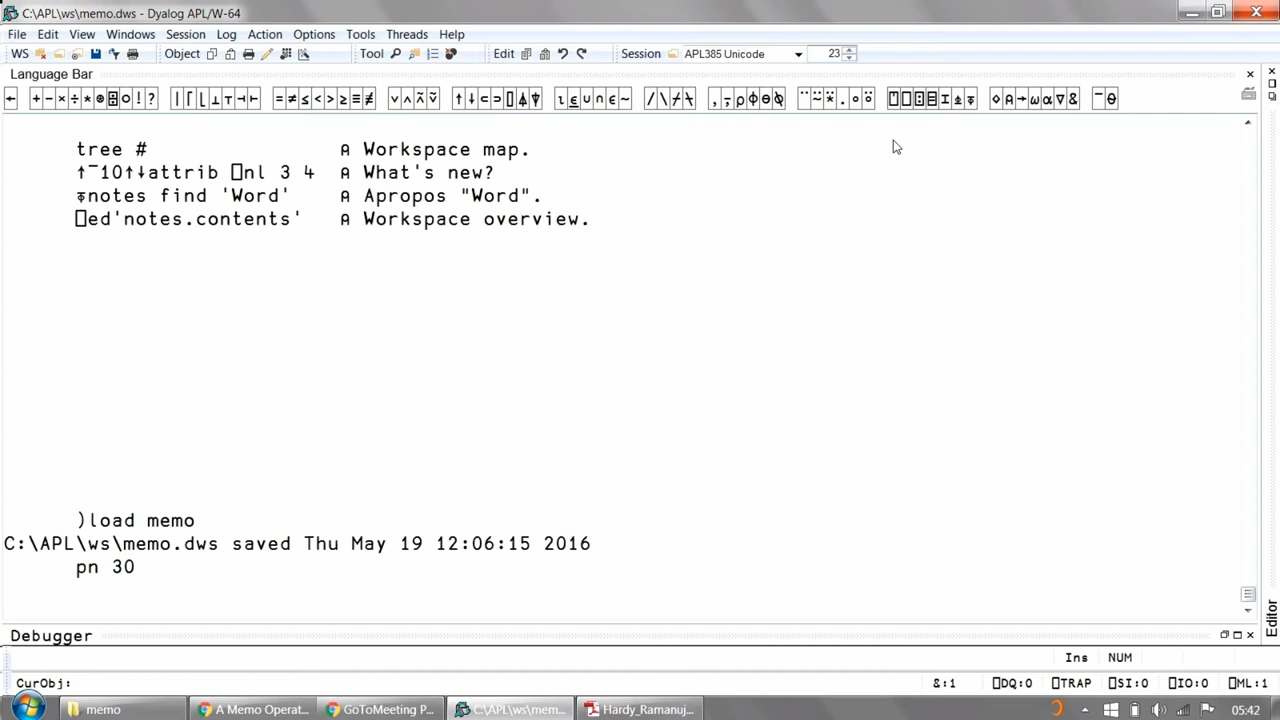 C:\APL\ws\memo.dws - Dyalog APL/W-64
File Edit View Windows Session Log Action Options Tools Threads Help
WS Object Tool Edit Session APL385 Unicode 23
Language Bar
← + - × ÷ * ⍟ ⌹ ○ ! ? | ⌈ ⌊ ⊥ ⊤ ⊣ ⊢ = ≠ ≤ < > ≥ ≡ ≢ ∨ ∧ ⍲ ⍱ ↑ ↓ ⊂ ⊃ ⌷ ⍋ ⍒ ⍳ ⍷ ∪ ∩ ∊ ~ / \ ⌿ ⍀ , ⍪ ⍴ ⌽ ⊖ ⍉ ¨ ⍨ ⍣ . ∘ ⍤ ⍞ ⎕ ⍠ ⌸ ⌶ ⍎ ⍕ ⋄ ⍝ → ⍵ ⍺ ∇ & ¯ ⍬
tree # ⍝ Workspace map.
↑¯10↑↓attrib ⎕nl 3 4 ⍝ What's new?
⍕notes find 'Word' ⍝ Apropos "Word".
⎕ed'notes.contents' ⍝ Workspace overview.
)load memo
C:\APL\ws\memo.dws saved Thu May 19 12:06:15 2016
pn 30
Editor
Debugger
Ins NUM
CurObj: &:1 ⎕DQ:0 ⎕TRAP ⎕SI:0 ⎕IO:0 ⎕ML:1
memo A Memo Operat... GoToMeeting P... C:\APL\ws\mem... Hardy_Ramanuj... 05:42